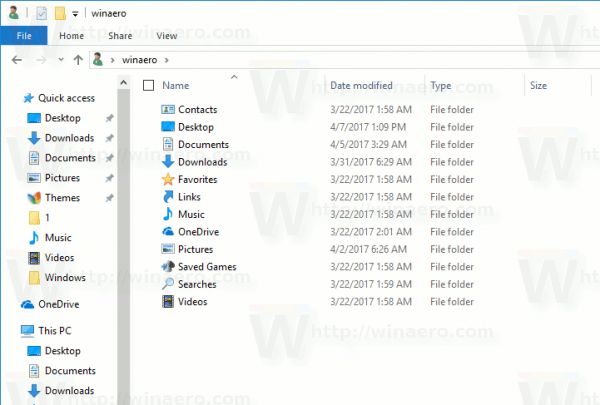 winaero
File Home Share View
winaero
Name Date modified Type Size
Quick access
Desktop
Downloads
Documents
Pictures
Themes
1
Music
Videos
Windows
OneDrive
This PC
Desktop
Documents
Downloads
Contacts 3/22/2017 1:58 AM File folder
Desktop 4/7/2017 1:09 PM File folder
Documents 4/5/2017 3:29 AM File folder
Downloads 3/31/2017 6:29 AM File folder
Favorites 3/22/2017 1:58 AM File folder
Links 3/22/2017 1:58 AM File folder
Music 3/22/2017 1:58 AM File folder
OneDrive 3/22/2017 2:01 AM File folder
Pictures 4/2/2017 6:26 AM File folder
Saved Games 3/22/2017 1:58 AM File folder
Searches 3/22/2017 1:59 AM File folder
Videos 3/22/2017 1:58 AM File folder
W http://winaero.com